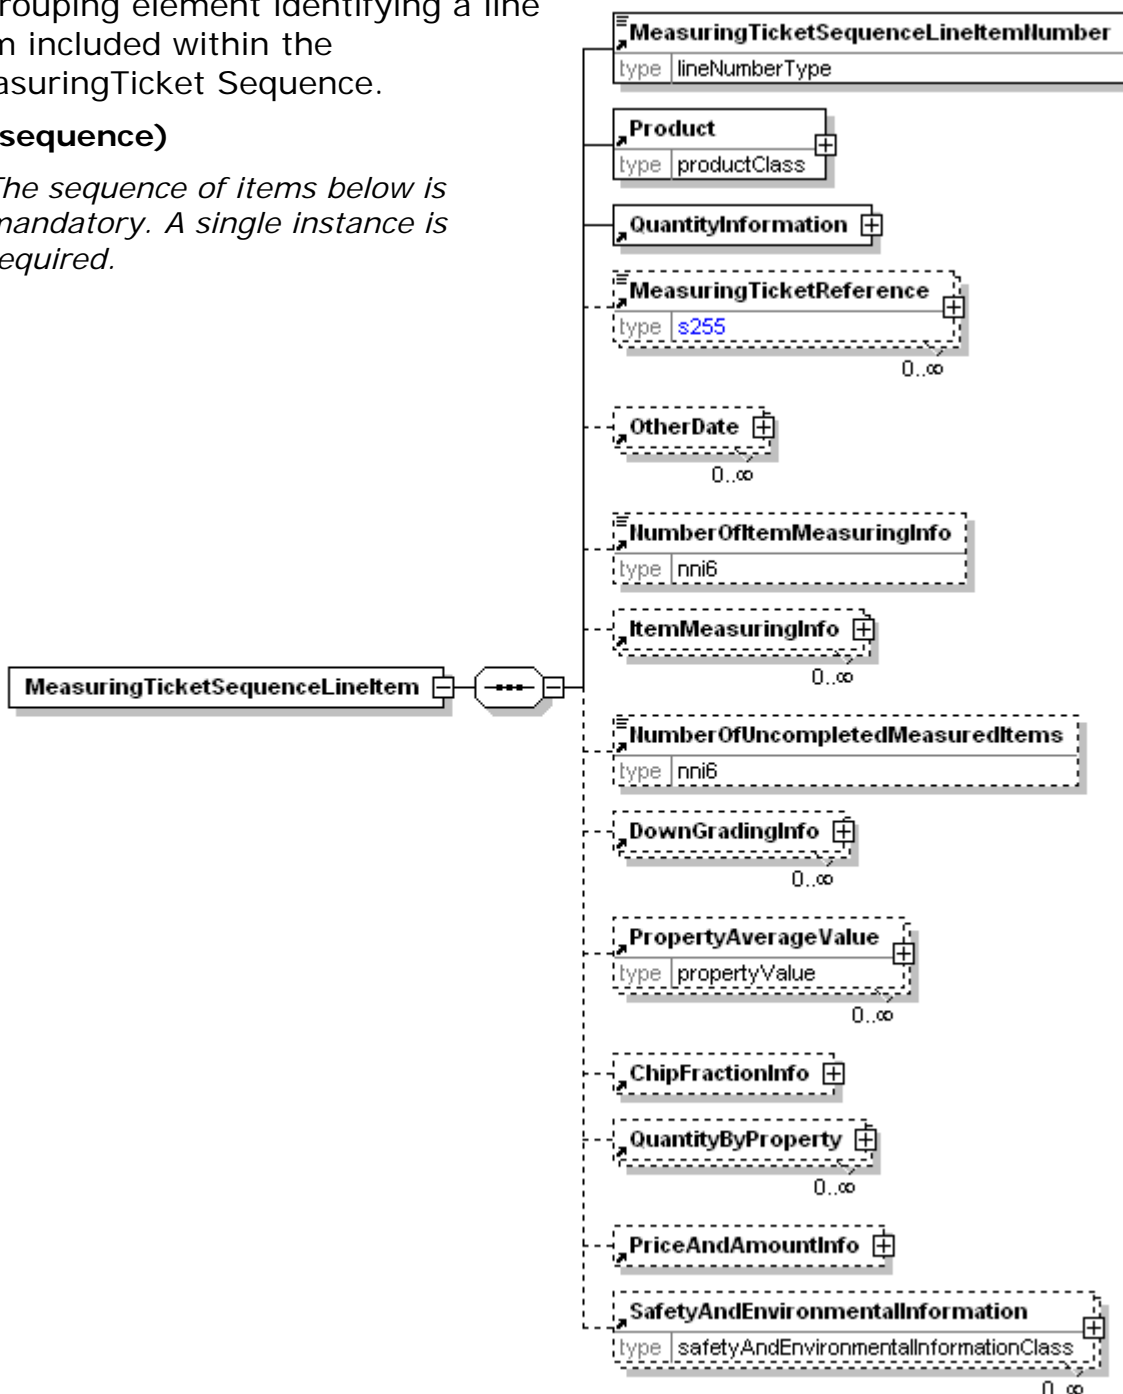 rouping element identifying a line
m included within the
asuringTicket Sequence.
sequence)
The sequence of items below is
mandatory. A single instance is
equired.
MeasuringTicketSequenceLineItemNumber
type lineNumberType
Product
type productClass
QuantityInformation
MeasuringTicketReference
type s255
0..∞
OtherDate
0..∞
NumberOfItemMeasuringInfo
type nni6
ItemMeasuringInfo
0..∞
MeasuringTicketSequenceLineItem
NumberOfUncompletedMeasuredItems
type nni6
DownGradingInfo
0..∞
PropertyAverageValue
type propertyValue
0..∞
ChipFractionInfo
QuantityByProperty
0..∞
PriceAndAmountInfo
SafetyAndEnvironmentalInformation
type safetyAndEnvironmentalInformationClass
0..∞